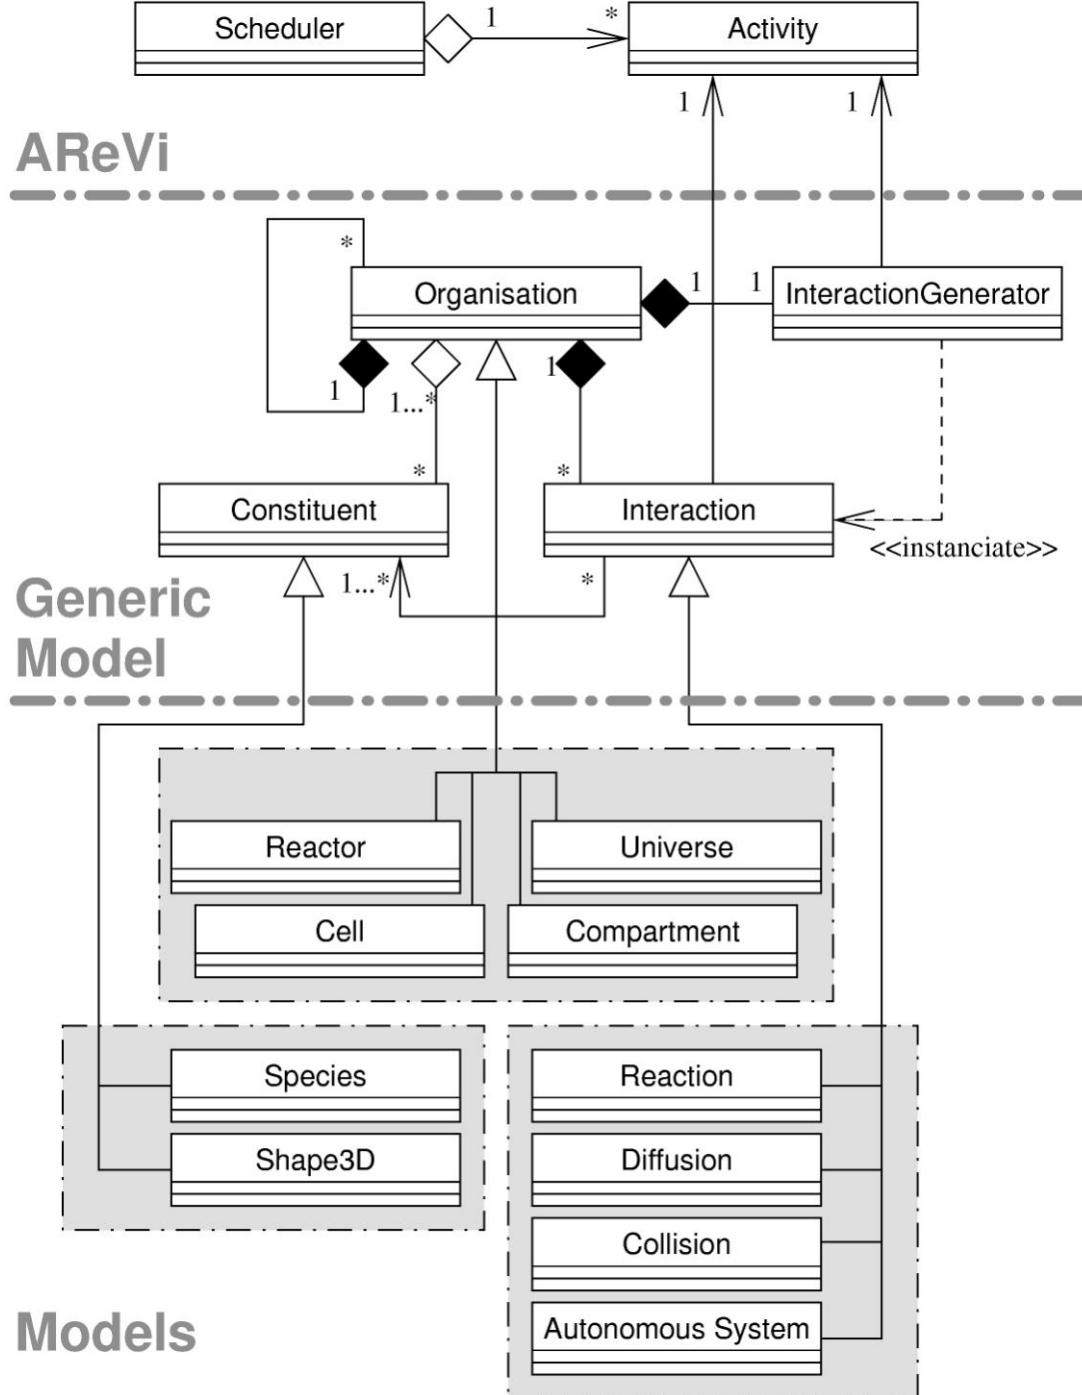 Scheduler
1
*
Activity
1
1
AReVi
*
Organisation
1
1
InteractionGenerator
1
1...*
1
*
*
Constituent
Interaction
<<instanciate>>
1...*
*
Generic
Model
Reactor
Universe
Cell
Compartment
Species
Reaction
Shape3D
Diffusion
Collision
Models
Autonomous System